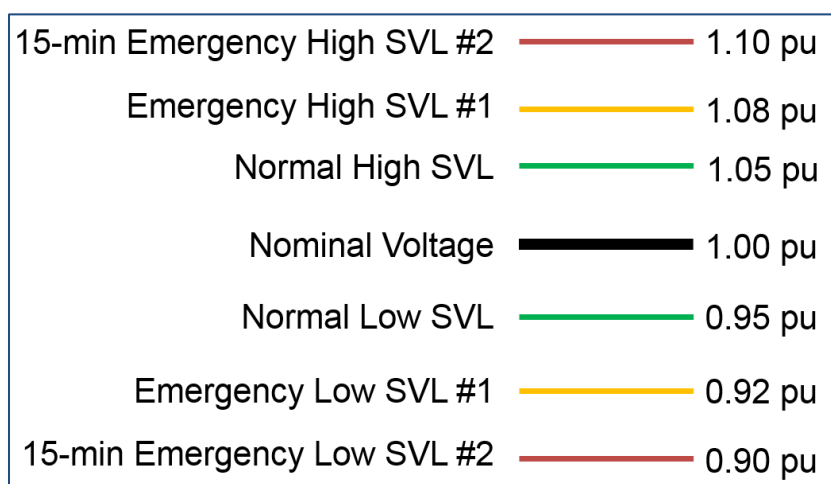 15-min Emergency High SVL #2 1.10 pu
Emergency High SVL #1 1.08 pu
Normal High SVL 1.05 pu
Nominal Voltage 1.00 pu
Normal Low SVL 0.95 pu
Emergency Low SVL #1 0.92 pu
15-min Emergency Low SVL #2 0.90 pu